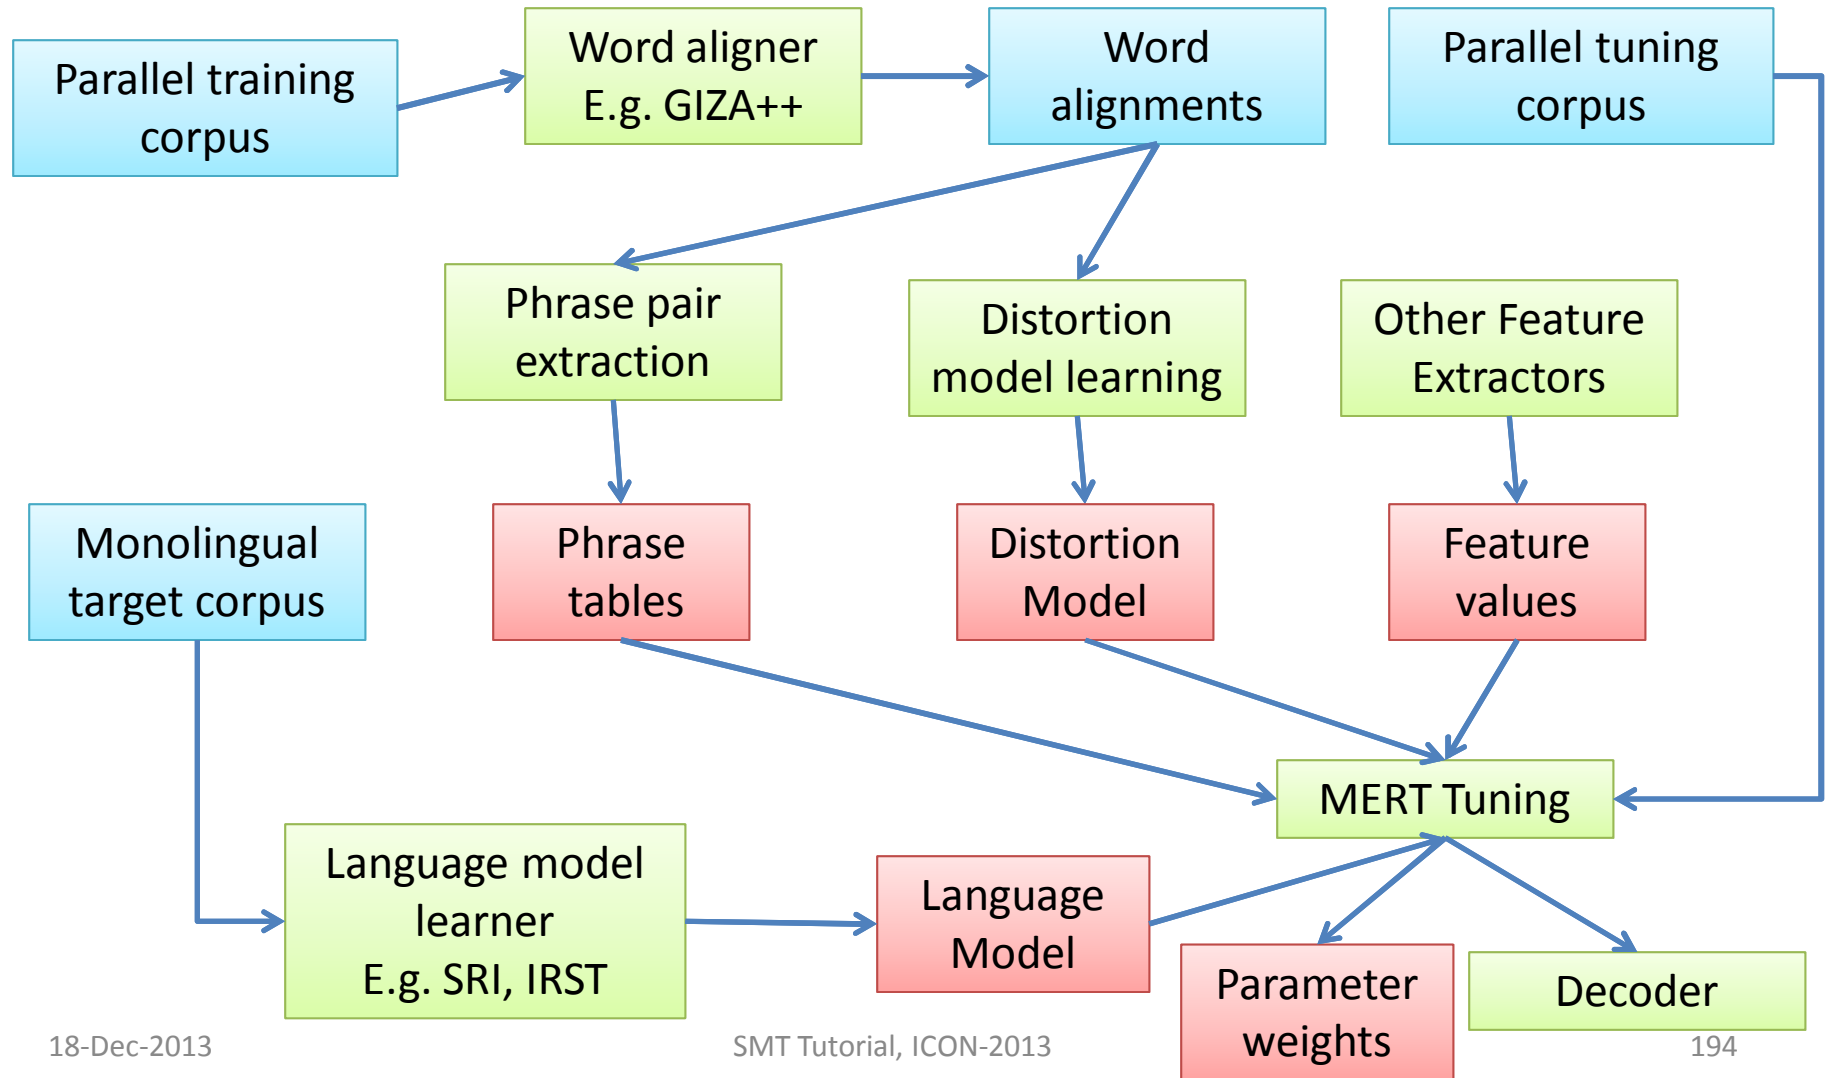 Parallel training
corpus
Word aligner
E.g. GIZA++
Word
alignments
Parallel tuning
corpus
Phrase pair
extraction
Distortion
model learning
Other Feature
Extractors
Monolingual
target corpus
Phrase
tables
Distortion
Model
Feature
values
MERT Tuning
Language model
learner
E.g. SRI, IRST
Language
Model
Parameter
weights
Decoder
18-Dec-2013
SMT Tutorial, ICON-2013
194